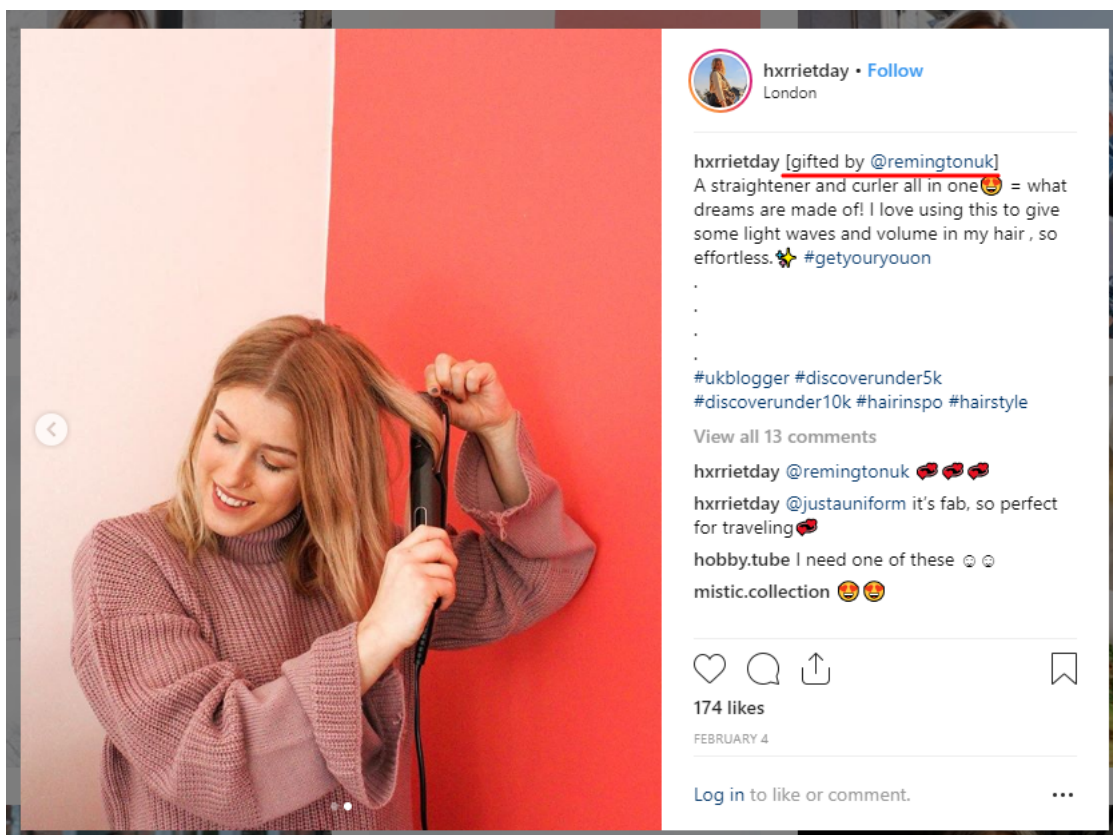 hxrrietday • Follow
London
hxrrietday [gifted by @remingtonuk]
A straightener and curler all in one😍 = what
dreams are made of! I love using this to give
some light waves and volume in my hair , so
effortless.✨ #getyouryouon
.
.
.
.
#ukblogger #discoverunder5k
#discoverunder10k #hairinspo #hairstyle
View all 13 comments
hxrrietday @remingtonuk 💞💞💞
hxrrietday @justauniform it's fab, so perfect
for traveling💞
hobby.tube I need one of these ☺☺
mistic.collection 😍😍
174 likes
FEBRUARY 4
Log in to like or comment.